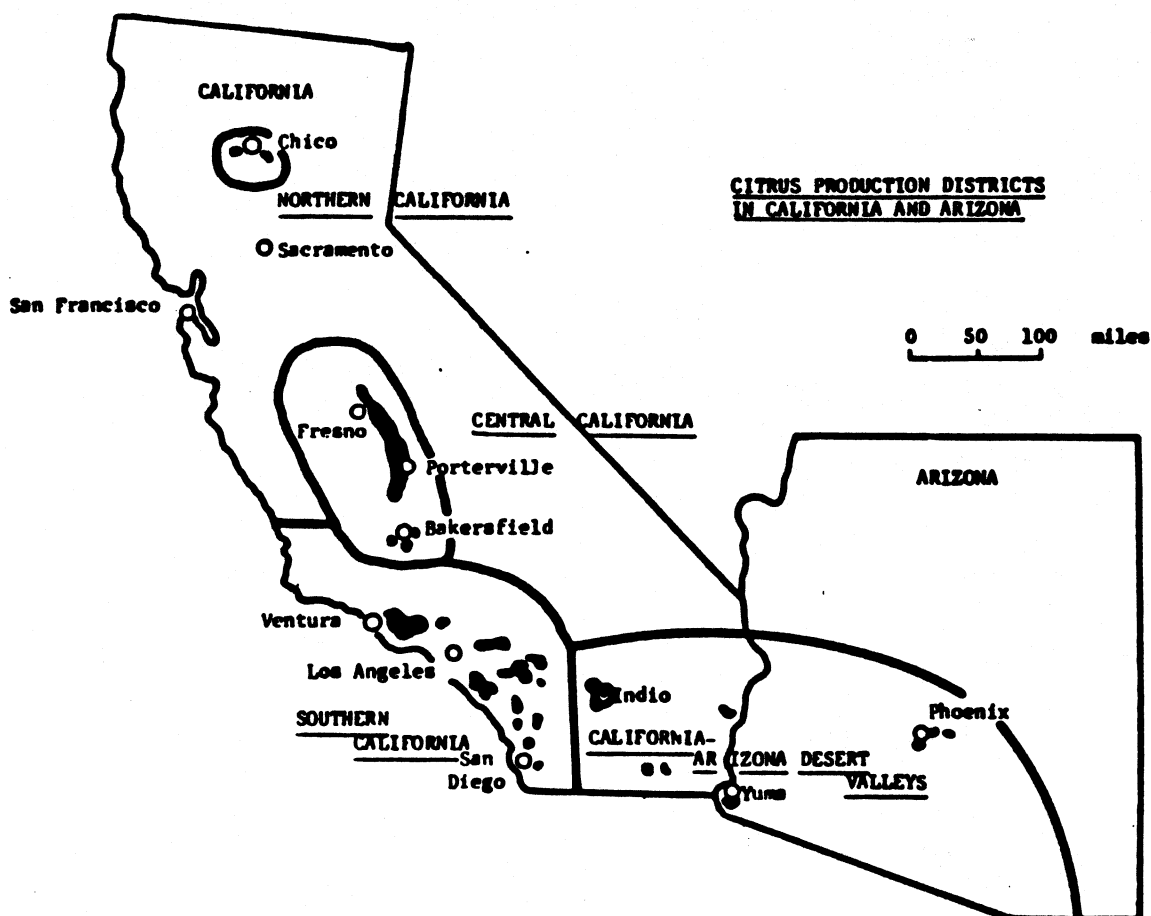 CALIFORNIA
Chico
NORTHERN CALIFORNIA
CITRUS PRODUCTION DISTRICTS
IN CALIFORNIA AND ARIZONA
Sacramento
San Francisco
0 50 100 miles
Fresno
CENTRAL CALIFORNIA
Porterville
ARIZONA
Bakersfield
Ventura
Los Angeles
Indio
SOUTHERN
CALIFORNIA
San
Diego
CALIFORNIA-
ARIZONA DESERT
VALLEYS
Phoenix
Yuma